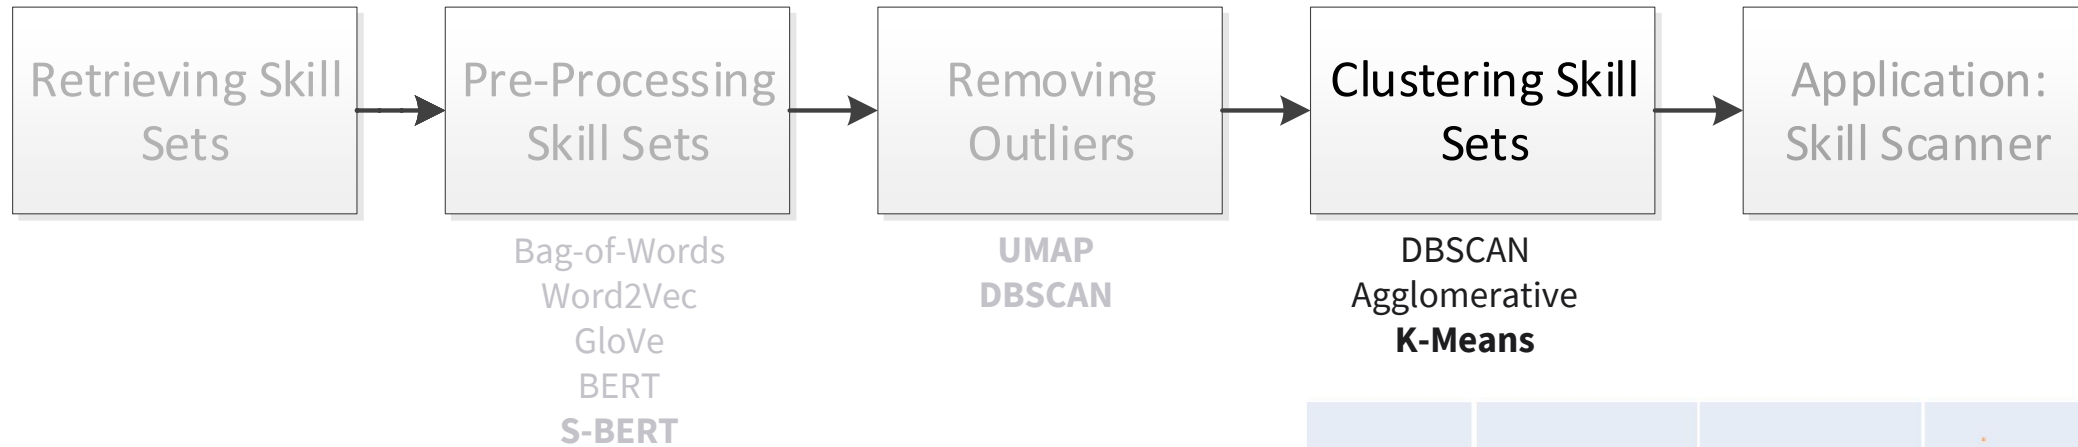 Retrieving Skill
Sets
Pre-Processing
Skill Sets
Removing
Outliers
Clustering Skill
Sets
Application:
Skill Scanner
Bag-of-Words
Word2Vec
GloVe
BERT
S-BERT
UMAP
DBSCAN
DBSCAN
Agglomerative
K-Means